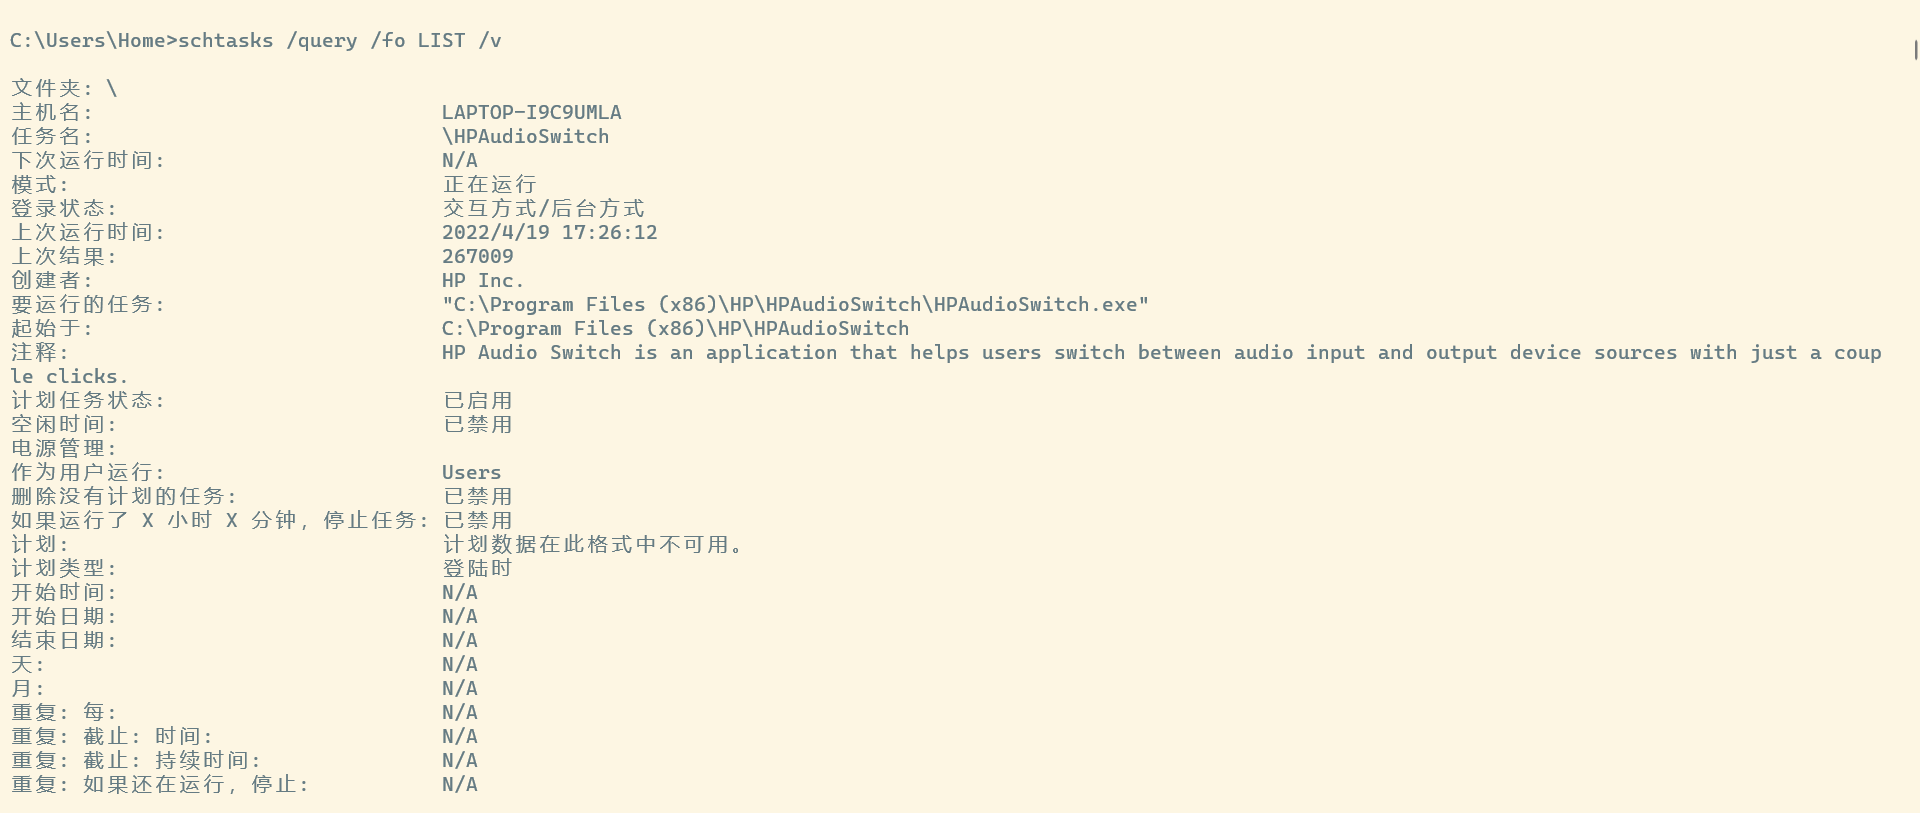 C:\Users\Home>schtasks /query /fo LIST /v
文件夹: \
主机名: LAPTOP-I9C9UMLA
任务名: \HPAudioSwitch
下次运行时间: N/A
模式: 正在运行
登录状态: 交互方式/后台方式
上次运行时间: 2022/4/19 17:26:12
上次结果: 267009
创建者: HP Inc.
要运行的任务: "C:\Program Files (x86)\HP\HPAudioSwitch\HPAudioSwitch.exe"
起始于: C:\Program Files (x86)\HP\HPAudioSwitch
注释: HP Audio Switch is an application that helps users switch between audio input and output device sources with just a coup
le clicks.
计划任务状态: 已启用
空闲时间: 已禁用
电源管理:
作为用户运行: Users
删除没有计划的任务: 已禁用
如果运行了 X 小时 X 分钟，停止任务: 已禁用
计划: 计划数据在此格式中不可用。
计划类型: 登陆时
开始时间: N/A
开始日期: N/A
结束日期: N/A
天: N/A
月: N/A
重复: 每: N/A
重复: 截止: 时间: N/A
重复: 截止: 持续时间: N/A
重复: 如果还在运行，停止: N/A